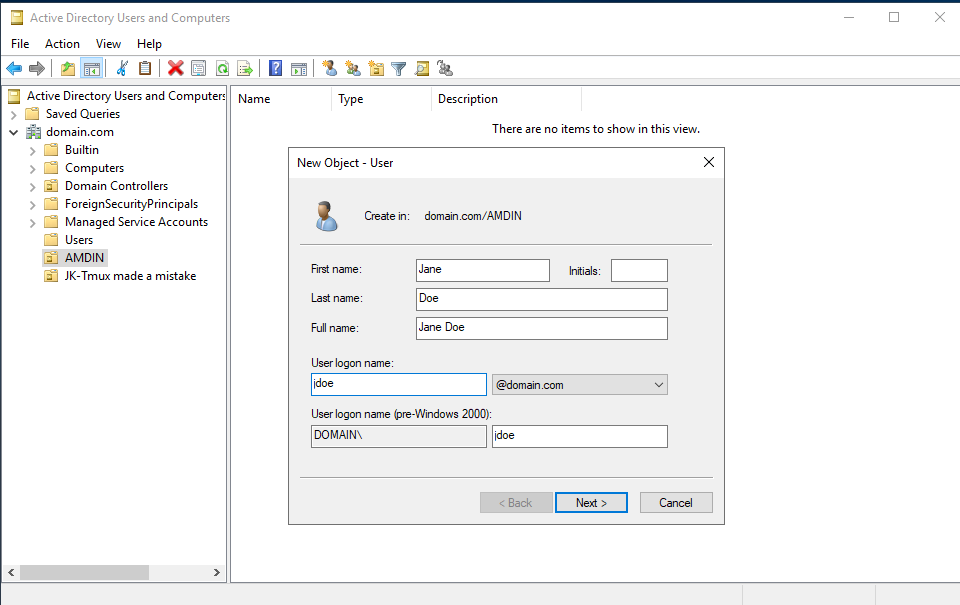 Active Directory Users and Computers
File Action View Help
Active Directory Users and Computers
Name Type Description
Saved Queries
There are no items to show in this view.
domain.com
Builtin
Computers
Domain Controllers
ForeignSecurityPrincipals
Managed Service Accounts
Users
AMDIN
JK-Tmux made a mistake
New Object - User
Create in: domain.com/AMDIN
First name: Jane Initials:
Last name: Doe
Full name: Jane Doe
User logon name:
jdoe @domain.com
User logon name (pre-Windows 2000):
DOMAIN\ jdoe
< Back Next > Cancel